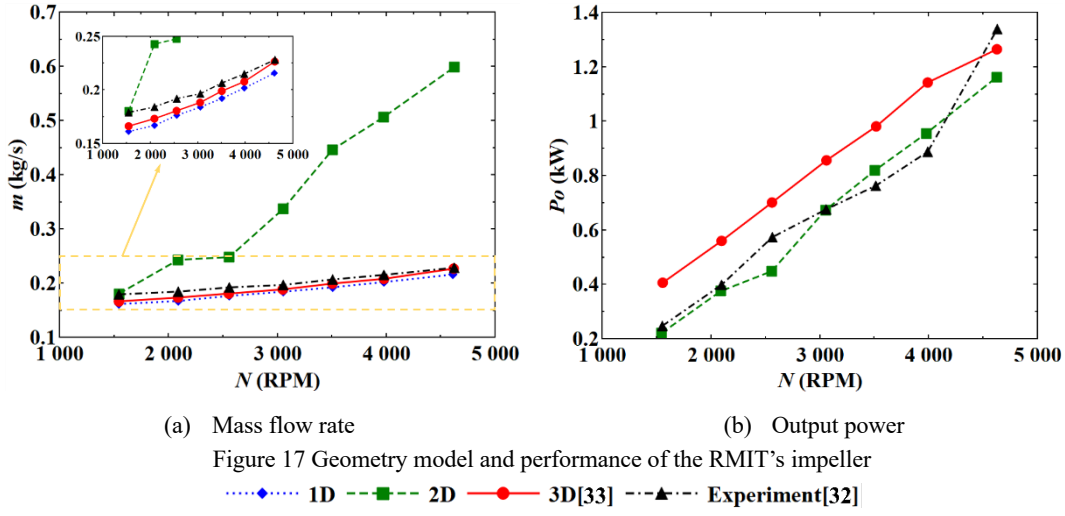 0.7
0.6
0.5
0.4
0.3
0.2
0.1
m (kg/s)
0.25
0.2
0.15
1 000 2 000 3 000 4 000 5 000
1 000 2 000 3 000 4 000 5 000
N (RPM)
1.4
1.2
1
0.8
0.6
0.4
0.2
Po (kW)
1 000 2 000 3 000 4 000 5 000
N (RPM)
(a) Mass flow rate
(b) Output power
Figure 17 Geometry model and performance of the RMIT’s impeller
1D 2D 3D[33] Experiment[32]